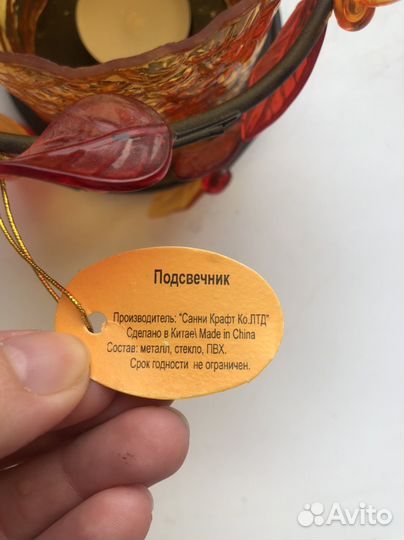 Подсвечник
Производитель: "Санни Крафт Ко.ЛТД"
Сделано в Китае\ Made in China
Состав: металл, стекло, ПВХ.
Срок годности не ограничен.
Avito